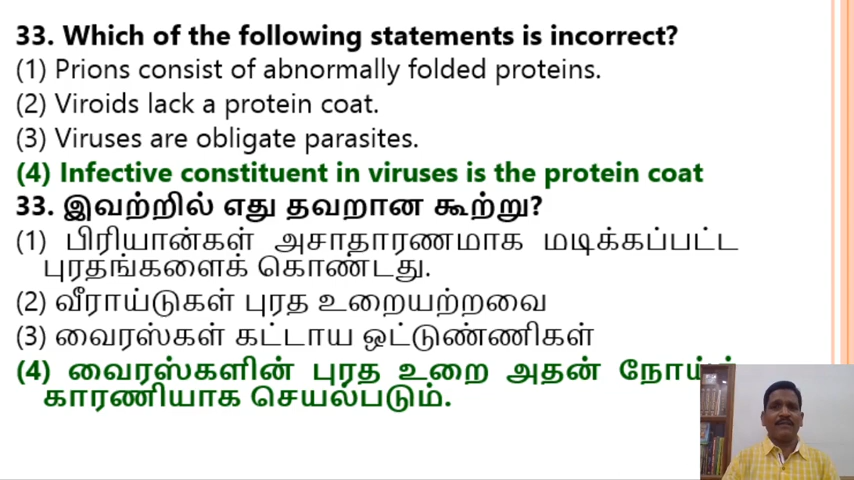 33. Which of the following statements is incorrect?
(1) Prions consist of abnormally folded proteins.
(2) Viroids lack a protein coat.
(3) Viruses are obligate parasites.
(4) Infective constituent in viruses is the protein coat
33. இவற்றில் எது தவறான கூற்று?
(1) பிரியான்கள் அசாதாரணமாக மடிக்கப்பட்ட
புரதங்களைக் கொண்டது.
(2) வீராய்டுகள் புரத உறையற்றவை
(3) வைரஸ்கள் கட்டாய ஒட்டுண்ணிகள்
(4) வைரஸ்களின் புரத உறை அதன்
காரணியாக செயல்படும்.